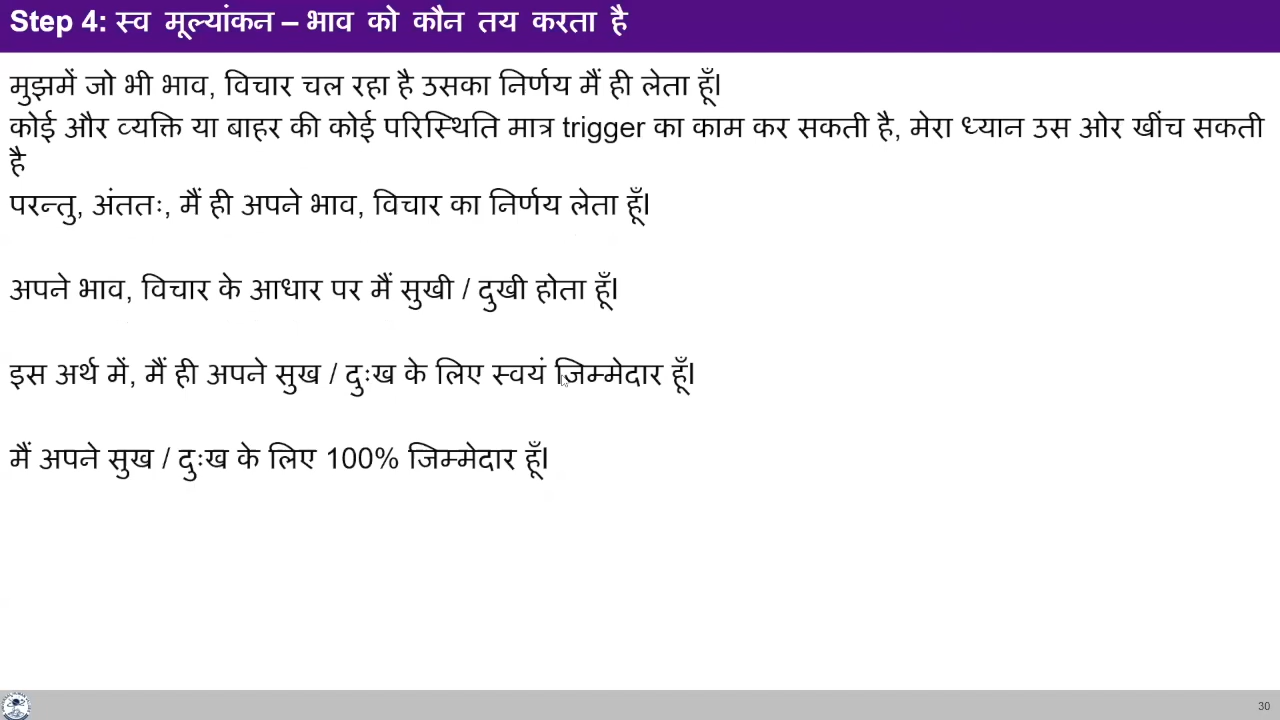 Step 4: स्व मूल्यांकन – भाव को कौन तय करता है
मुझमें जो भी भाव, विचार चल रहा है उसका निर्णय मैं ही लेता हूँ।
कोई और व्यक्ति या बाहर की कोई परिस्थिति मात्र trigger का काम कर सकती है, मेरा ध्यान उस ओर खींच सकती
है
परन्तु, अंततः, मैं ही अपने भाव, विचार का निर्णय लेता हूँ।
अपने भाव, विचार के आधार पर मैं सुखी / दुखी होता हूँ।
इस अर्थ में, मैं ही अपने सुख / दुःख के लिए स्वयं जिम्मेदार हूँ।
मैं अपने सुख / दुःख के लिए 100% जिम्मेदार हूँ।
30